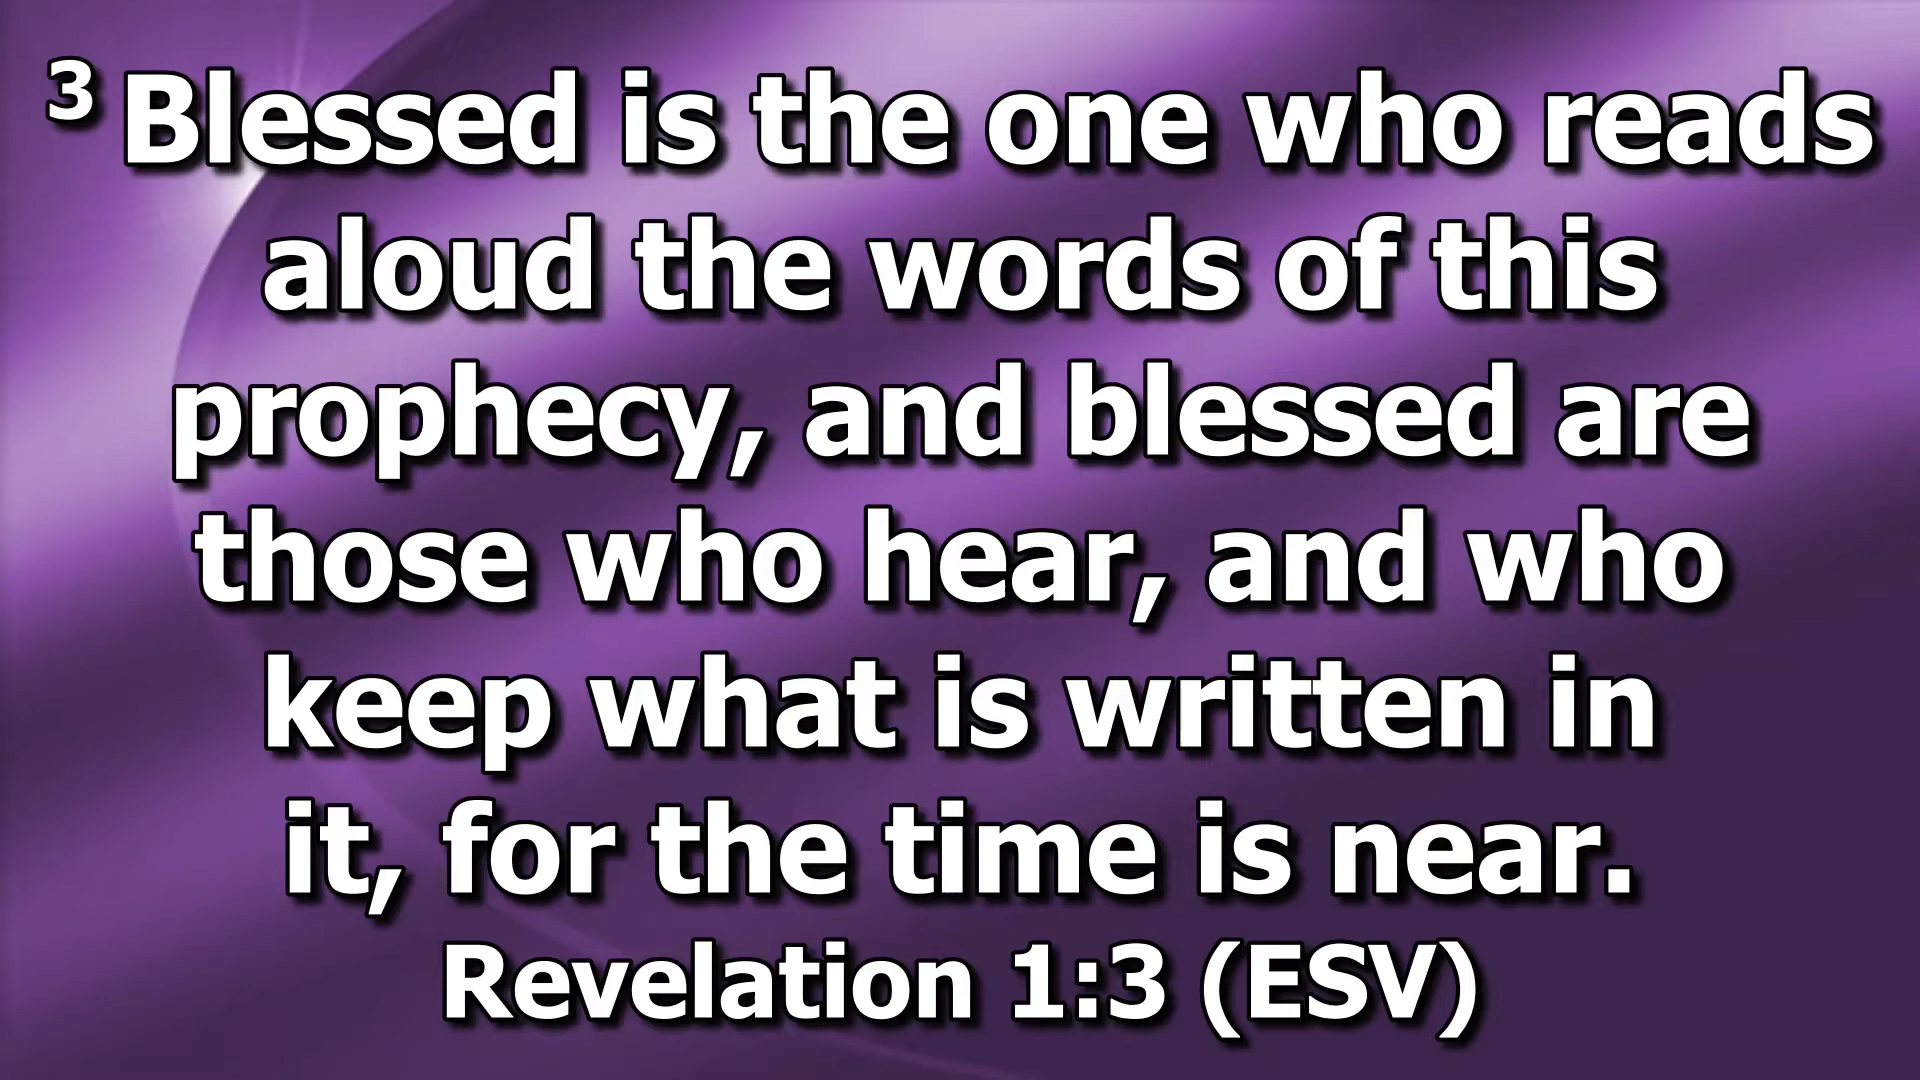 3 Blessed is the one who reads
aloud the words of this
prophecy, and blessed are
those who hear, and who
keep what is written in
it, for the time is near.
Revelation 1:3 (ESV)